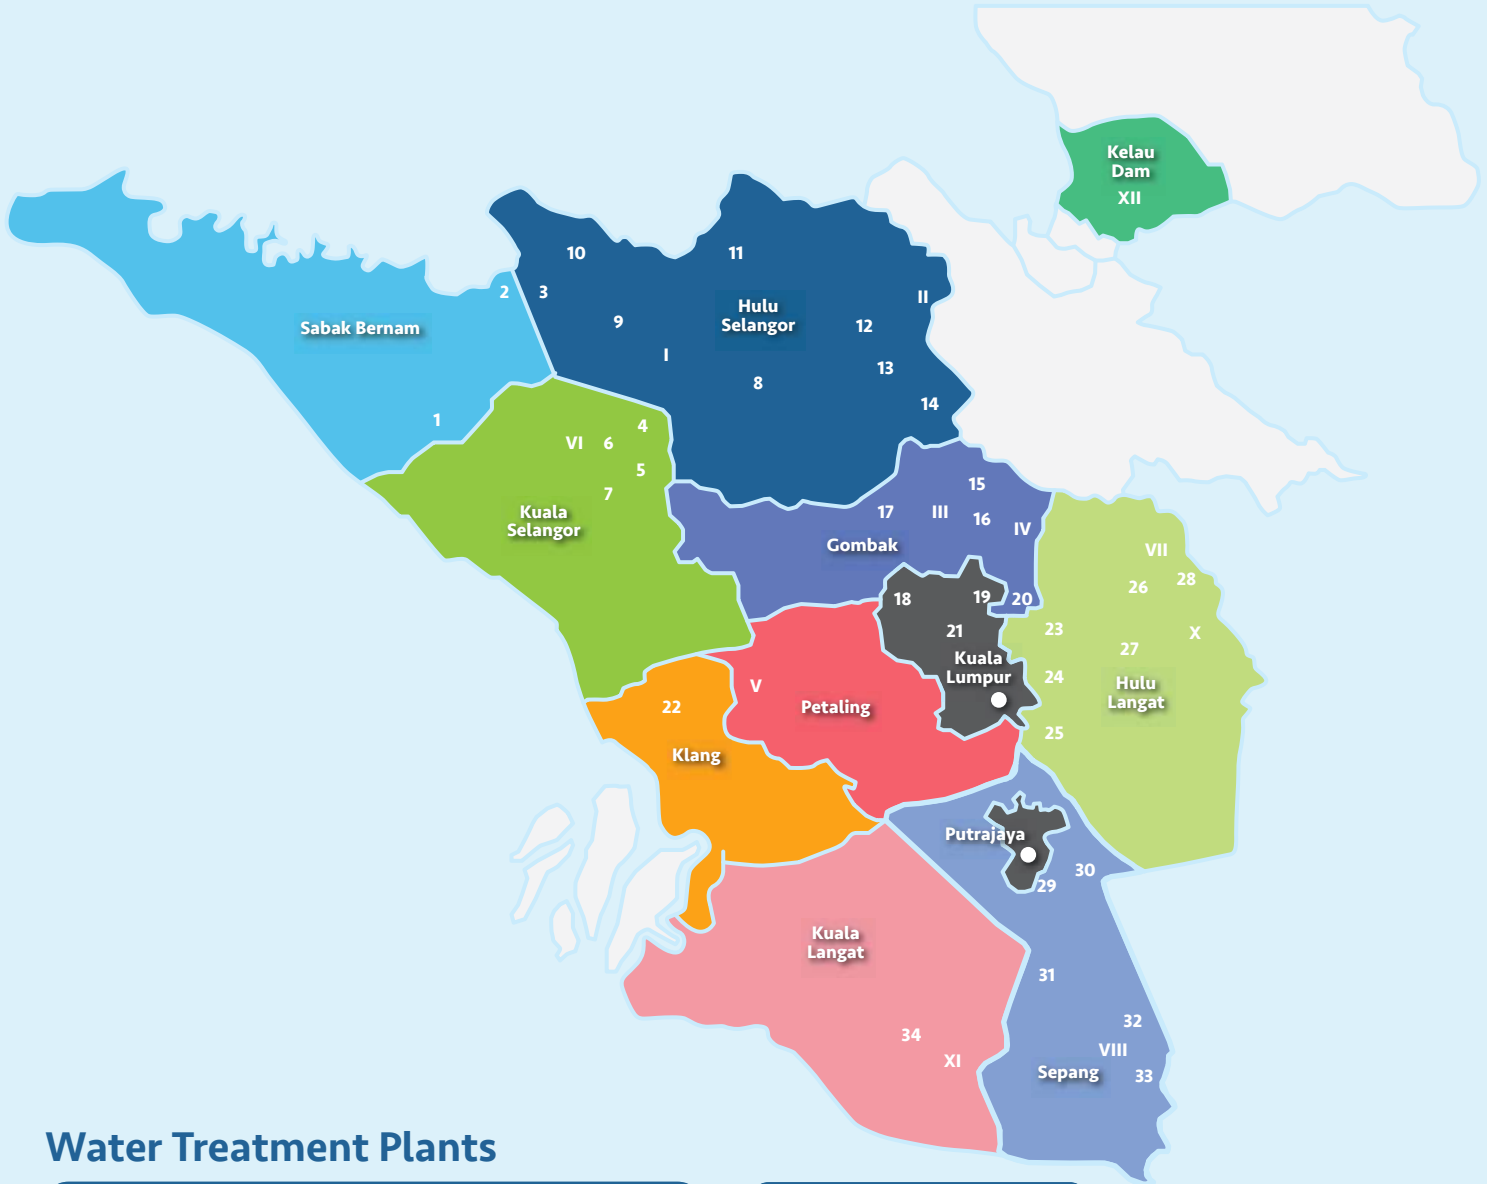 Kelau
Dam
XII
10
11
2
3
II
Hulu
Selangor
9
12
Sabak Bernam
I
13
8
14
1
4
VI
6
5
7
15
Kuala
Selangor
17
III
16
IV
Gombak
VII
28
26
18
19
20
21
23
X
27
Kuala
Lumpur
24
Hulu
Langat
V
22
Petaling
25
Klang
Putrajaya
30
29
Kuala
Langat
31
32
34
VIII
XI
Sepang
33
Water Treatment Plants